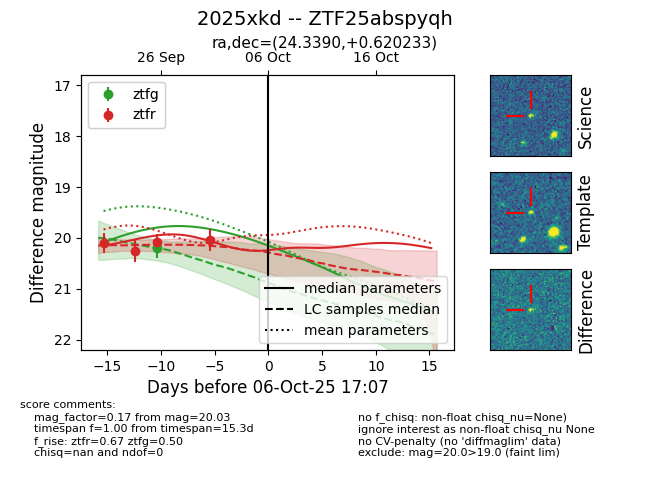 2025xkd -- ZTF25abspyqh
ra,dec=(24.3390,+0.620233)
26 Sep 06 Oct 16 Oct
ztfg
ztfr
17
18
19
20
21
22
Difference magnitude
median parameters
LC samples median
mean parameters
−15 −10 −5 0 5 10 15
Days before 06-Oct-25 17:07
Science
Template
Difference
score comments:
mag_factor=0.17 from mag=20.03
timespan f=1.00 from timespan=15.3d
f_rise: ztfr=0.67 ztfg=0.50
chisq=nan and ndof=0
no f_chisq: non-float chisq_nu=None)
ignore interest as non-float chisq_nu None
no CV-penalty (no 'diffmaglim' data)
exclude: mag=20.0>19.0 (faint lim)